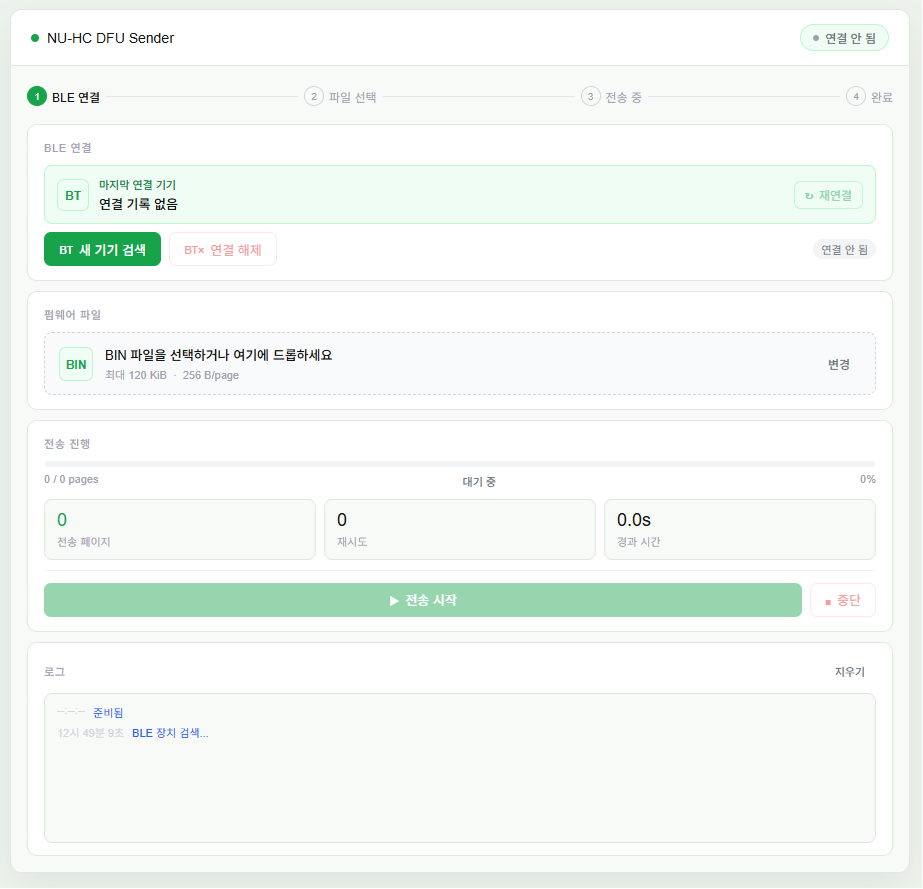 NU-HC DFU Sender
연결 안 됨
1 BLE 연결
2 파일 선택
3 전송 중
4 완료
BLE 연결
BT
마지막 연결 기기
연결 기록 없음
↻ 재연결
BT 새 기기 검색
BT× 연결 해제
연결 안 됨
펌웨어 파일
BIN
BIN 파일을 선택하거나 여기에 드롭하세요
최대 120 KiB · 256 B/page
변경
전송 진행
0 / 0 pages
대기 중
0%
0
전송 페이지
0
재시도
0.0s
경과 시간
▶ 전송 시작
■ 중단
로그
지우기
--:--:-- 준비됨
12시 49분 9초 BLE 장치 검색...